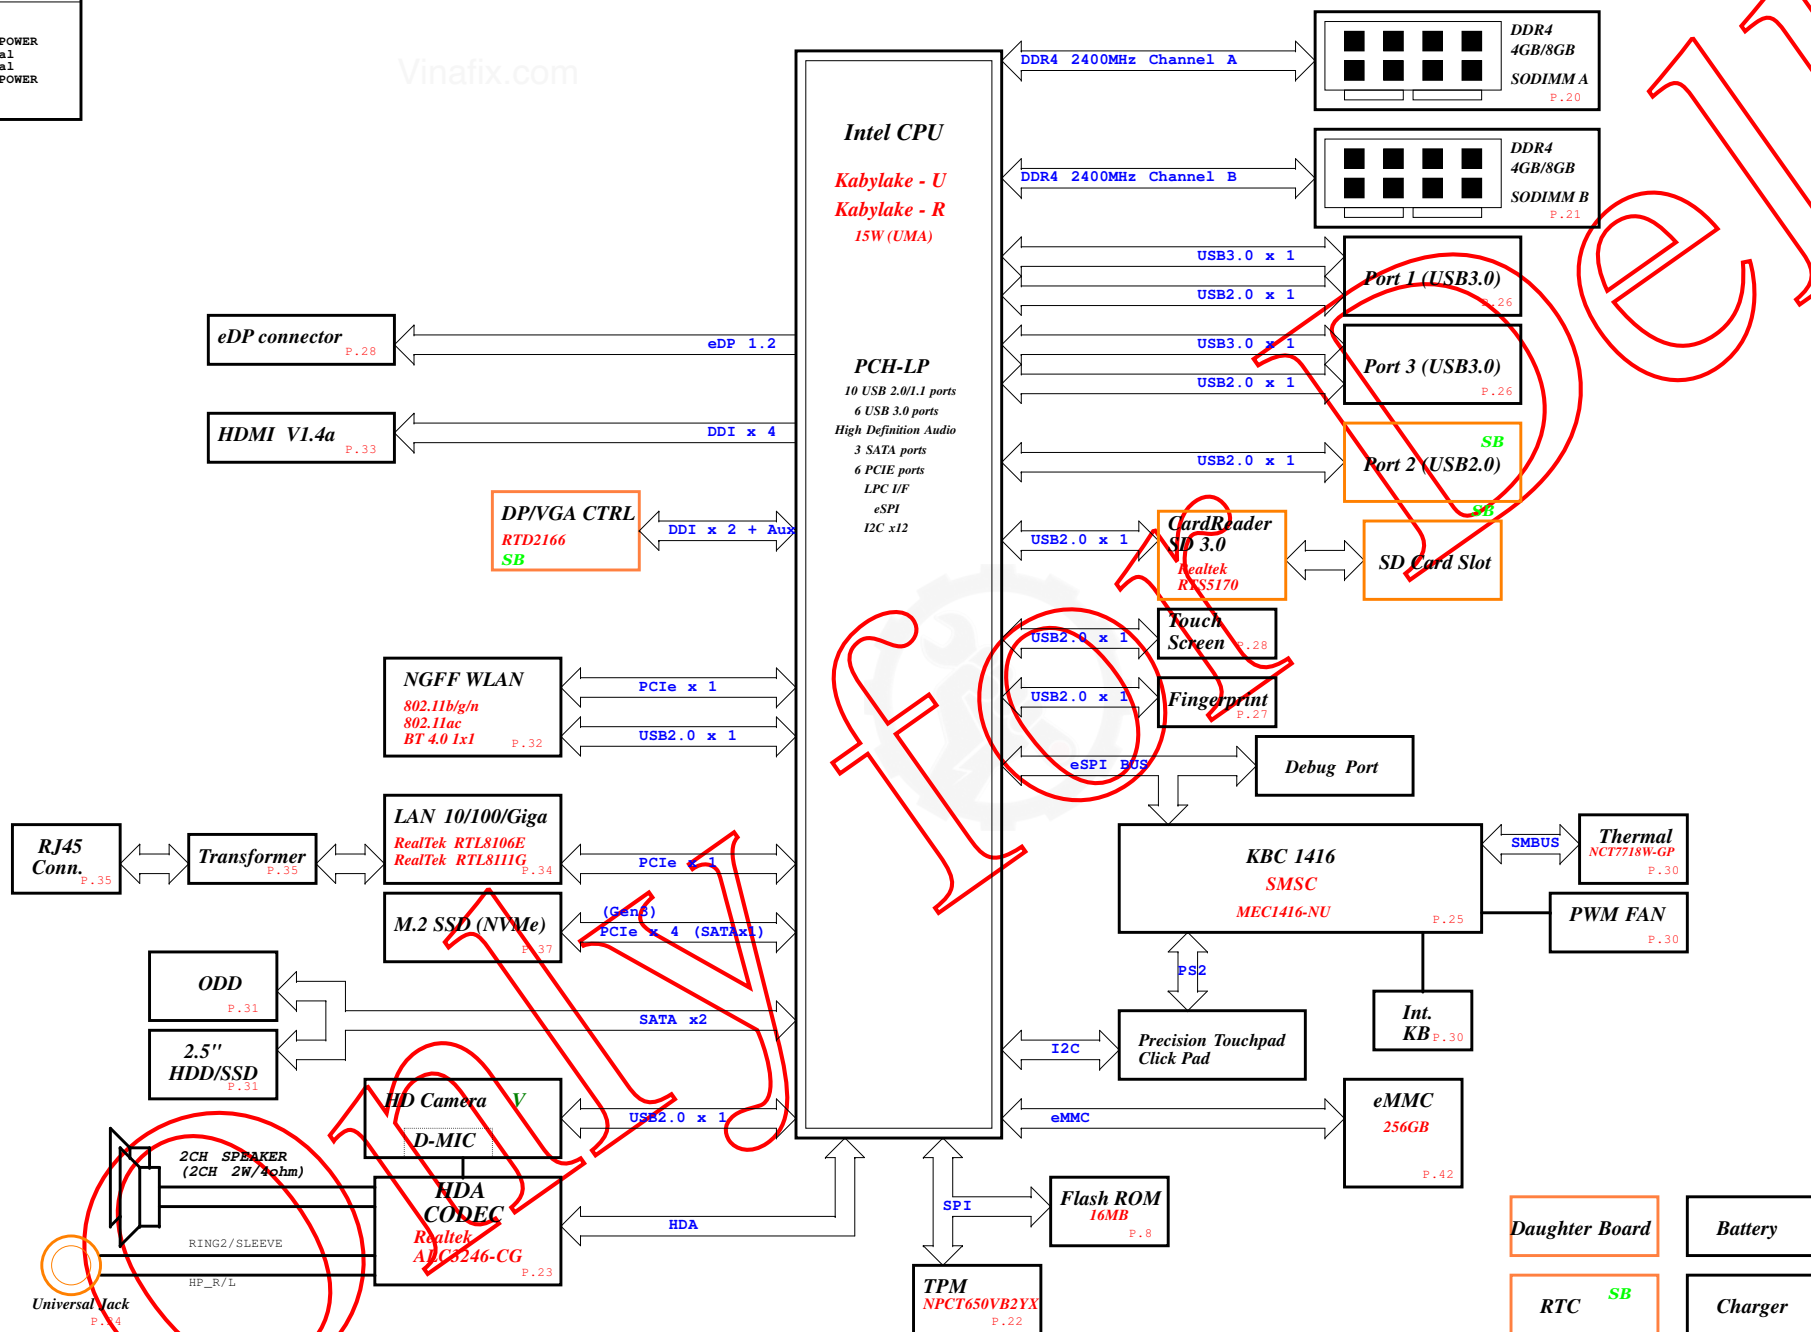 POWER
al
al
POWER
Vinafix.com
Intel CPU
Kabylake - U
Kabylake - R
15W (UMA)
PCH-LP
10 USB 2.0/1.1 ports
6 USB 3.0 ports
High Definition Audio
3 SATA ports
6 PCIE ports
LPC I/F
eSPI
I2C x12
DDR4 2400MHz Channel A
DDR4
4GB/8GB
SODIMM A
P.20
DDR4 2400MHz Channel B
DDR4
4GB/8GB
SODIMM B
P.21
USB3.0 x 1
USB2.0 x 1
Port 1 (USB3.0)
P.26
USB3.0 x 1
USB2.0 x 1
Port 3 (USB3.0)
P.26
USB2.0 x 1
SB
Port 2 (USB2.0)
USB2.0 x 1
CardReader
SD 3.0
Realtek
RTS5170
SB
SD Card Slot
USB2.0 x 1
Touch
Screen
P.28
USB2.0 x 1
Fingerprint
P.27
eSPI BUS
Debug Port
KBC 1416
SMSC
MEC1416-NU
P.25
SMBUS
Thermal
NCT7718W-GP
P.30
PWM FAN
P.30
PS2
Int.
KB
P.30
I2C
Precision Touchpad
Click Pad
eMMC
eMMC
256GB
P.42
SPI
Flash ROM
16MB
P.8
TPM
NPCT650VB2YX
P.22
eDP connector
P.28
eDP 1.2
HDMI V1.4a
P.33
DDI x 4
DP/VGA CTRL
RTD2166
SB
DDI x 2 + Aux
NGFF WLAN
802.11b/g/n
802.11ac
BT 4.0 1x1
P.32
PCIe x 1
USB2.0 x 1
RJ45
Conn.
P.35
Transformer
P.35
LAN 10/100/Giga
RealTek RTL8106E
RealTek RTL8111G
P.34
PCIe x 1
M.2 SSD (NVMe)
P.37
(Gen3)
PCIe x 4 (SATAx1)
ODD
P.31
2.5"
HDD/SSD
P.31
SATA x2
HD Camera
V
D-MIC
USB2.0 x 1
2CH SPEAKER
(2CH 2W/4ohm)
HDA
CODEC
Realtek
ALC3246-CG
P.23
HDA
RING2/SLEEVE
HP_R/L
Universal Jack
P.24
Daughter Board
Battery
RTC
SB
Charger
only for Dell